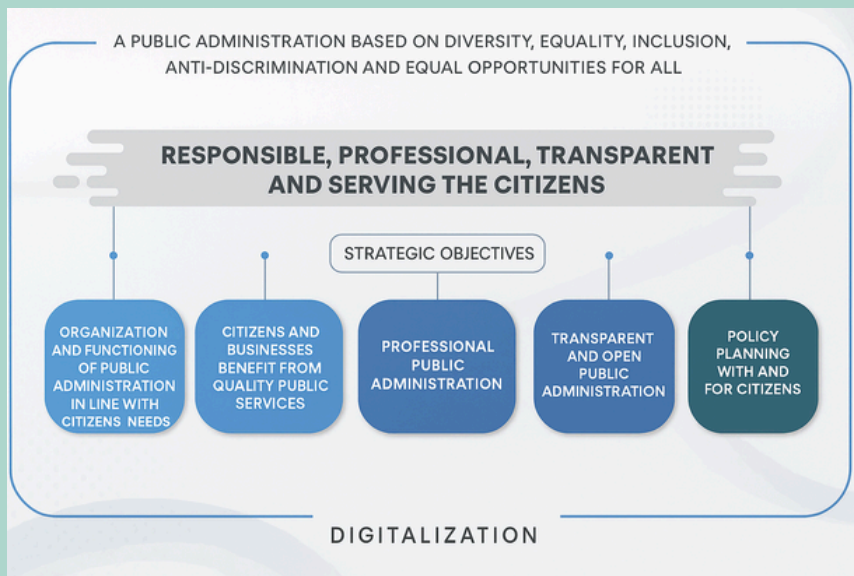 A PUBLIC ADMINISTRATION BASED ON DIVERSITY, EQUALITY, INCLUSION,
ANTI-DISCRIMINATION AND EQUAL OPPORTUNITIES FOR ALL
RESPONSIBLE, PROFESSIONAL, TRANSPARENT
AND SERVING THE CITIZENS
STRATEGIC OBJECTIVES
ORGANIZATION
AND FUNCTIONING
OF PUBLIC
ADMINISTRATION
IN LINE WITH
CITIZENS NEEDS
CITIZENS AND
BUSINESSES
BENEFIT FROM
QUALITY PUBLIC
SERVICES
PROFESSIONAL
PUBLIC
ADMINISTRATION
TRANSPARENT
AND OPEN
PUBLIC
ADMINISTRATION
POLICY
PLANNING
WITH AND
FOR CITIZENS
DIGITALIZATION